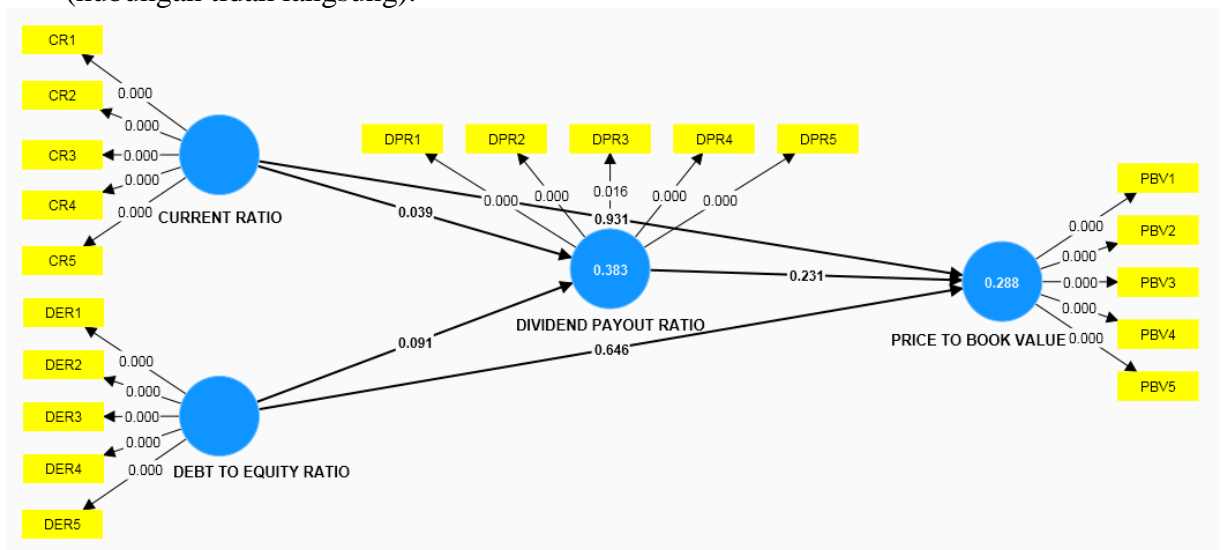 (hubungan tidak langsung).
CR1
0.000
CR2
0.000
CR3
0.000
CR4
0.000
CR5
0.000
CURRENT RATIO
DER1
0.000
DER2
0.000
DER3
0.000
DER4
0.000
DER5
0.000
DEBT TO EQUITY RATIO
DPR1
DPR2
DPR3
DPR4
DPR5
0.000
0.000
0.016
0.000
0.000
0.039
0.931
0.091
0.383
DIVIDEND PAYOUT RATIO
0.231
0.646
0.288
PRICE TO BOOK VALUE
PBV1
0.000
PBV2
0.000
PBV3
0.000
PBV4
0.000
PBV5
0.000